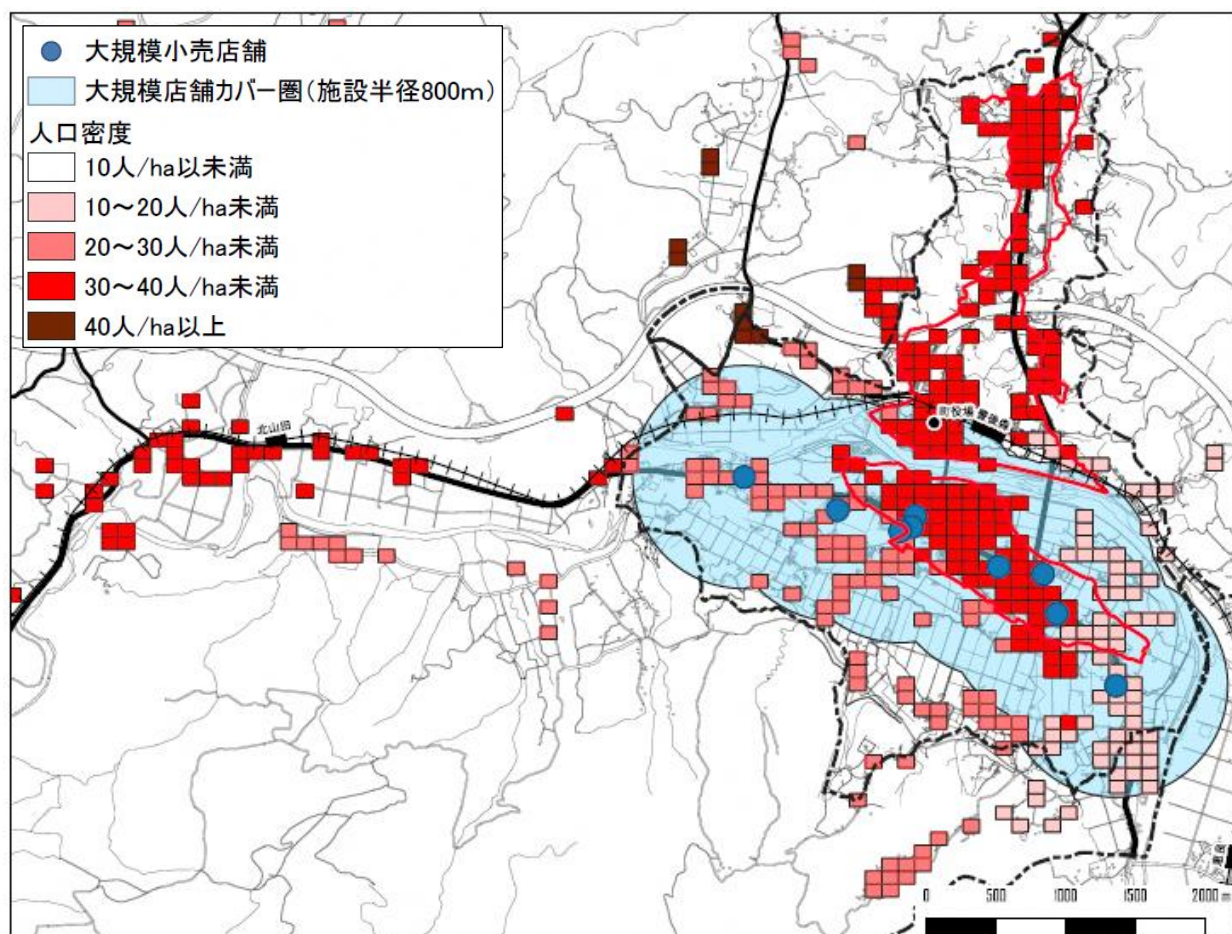 大規模小売店舗
大規模店舗カバー圏(施設半径800m)
人口密度
10人/ha以未満
10～20人/ha未満
20～30人/ha未満
30～40人/ha未満
40人/ha以上
北山田
町役場 豊後森
0 500 1000 1500 2000 m